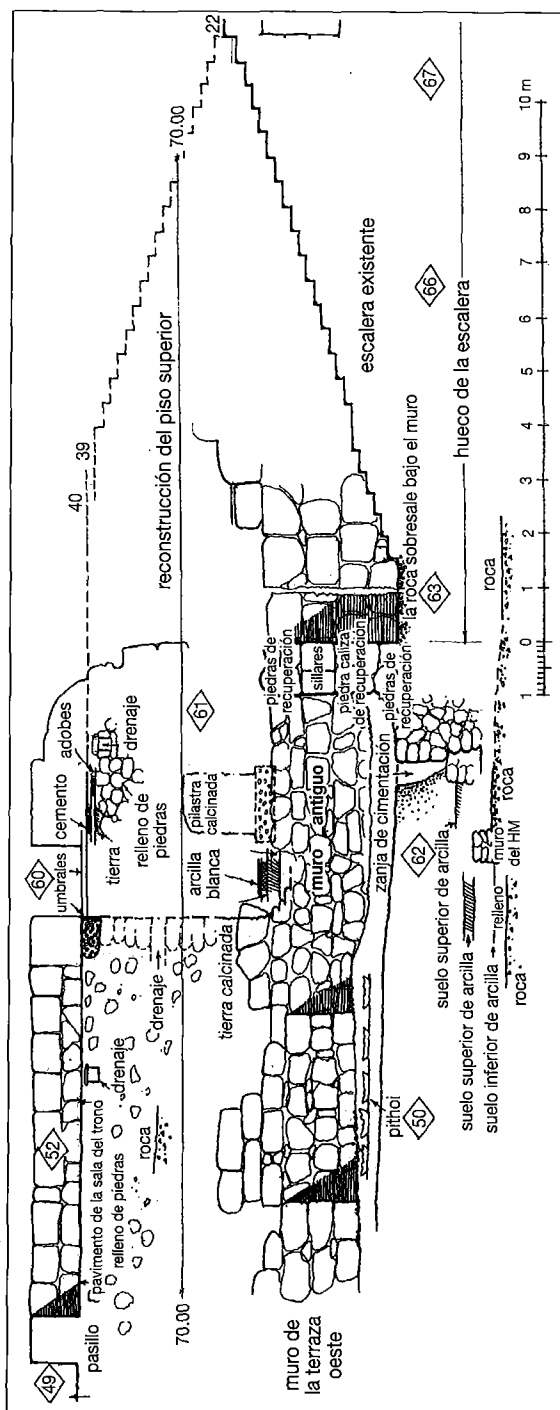 49
52
60
61
62
63
66
67
50
22
70.00
39
40
reconstrucción del piso superior
adobes
drenaje
cemento
tierra
relleno de piedras
umbrales
drenaje
drenaje
roca
pavimento de la sala del trono
relleno de piedras
pasillo
70.00
pilastra calcinada
arcilla
blanca
tierra calcinada
muro antiguo
piedras de
recuperación
sillares
piedra caliza
de recuperación
piedras de
recuperación
zanja de cimentación
la roca sobresale bajo el muro
escalera existente
hueco de la escalera
muro de
la terraza
oeste
pithoi
suelo superior de arcilla
suelo superior de arcilla
suelo inferior de arcilla
relleno
muro
del HM
roca
roca
roca
1 0 1 2 3 4 5 6 7 8 9 10 m